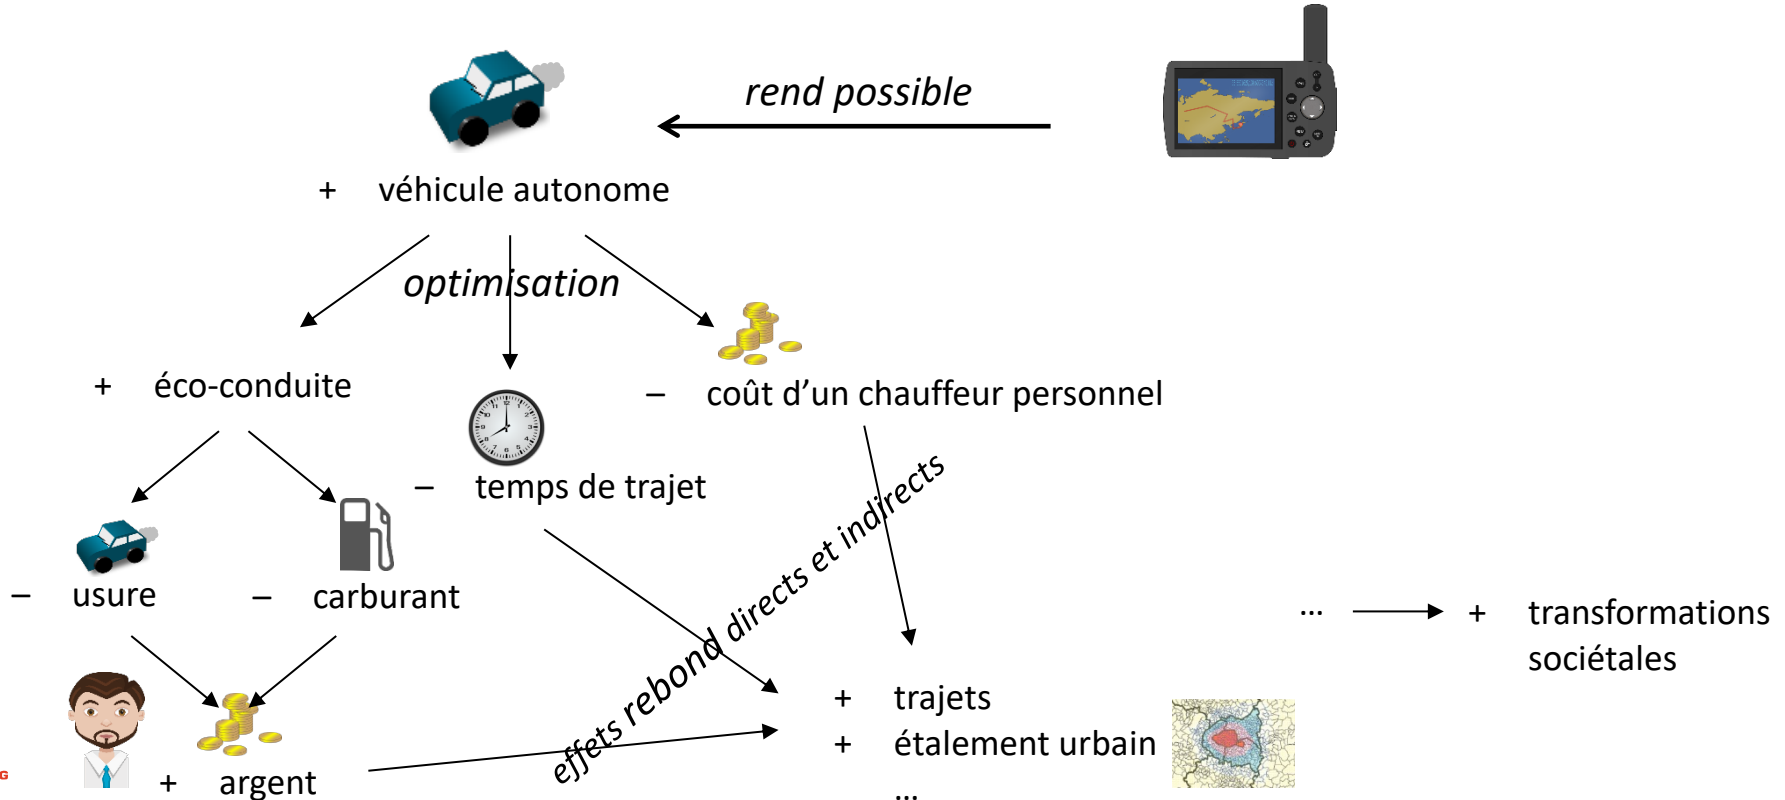 rend possible
+ véhicule autonome
optimisation
+ éco-conduite
– coût d’un chauffeur personnel
– temps de trajet
effets rebond directs et indirects
– usure
– carburant
... + transformations
sociétales
+ trajets
+ étalement urbain
...
+ argent
G